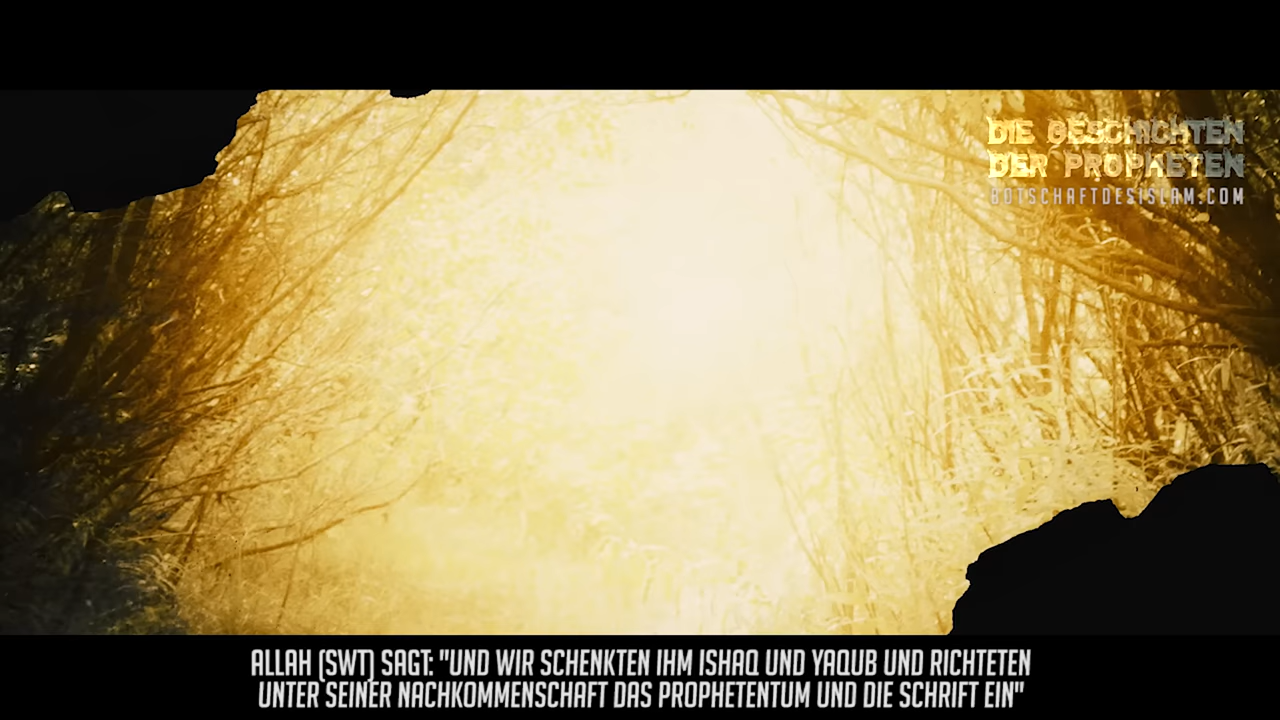 DIE GESCHICHTEN
DER PROPHETEN
BOTSCHAFTDESISLAM.COM
ALLAH (SWT) SAGT: "UND WIR SCHENKTEN IHM ISHAQ UND YAQUB UND RICHTETEN
UNTER SEINER NACHKOMMENSCHAFT DAS PROPHETENTUM UND DIE SCHRIFT EIN"